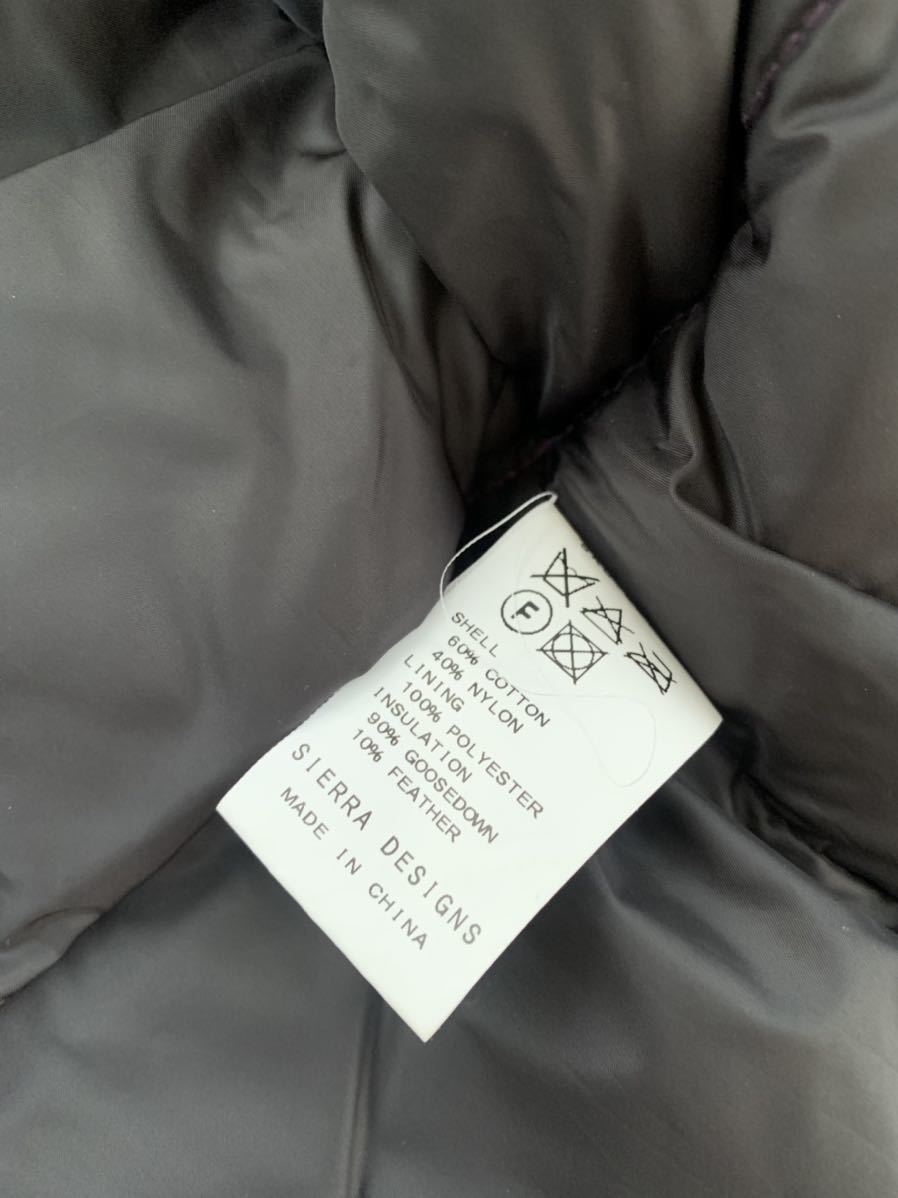 F
SHELL
60% COTTON
40% NYLON
LINING
100% POLYESTER
INSULATION
90% GOOSEDOWN
10% FEATHER
SIERRA DESIGNS
MADE IN CHINA